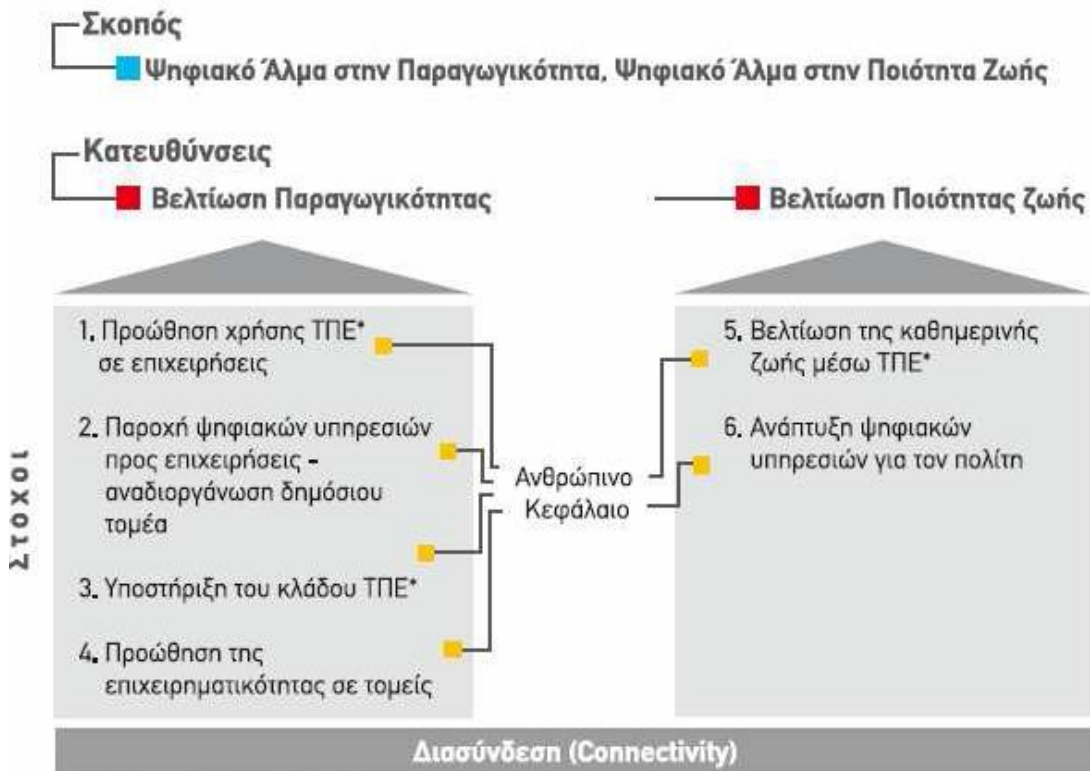 Σκοπός
Ψηφιακό Άλμα στην Παραγωγικότητα, Ψηφιακό Άλμα στην Ποιότητα Ζωής
Κατευθύνσεις
Βελτίωση Παραγωγικότητας
Βελτίωση Ποιότητας ζωής
Στοχοι
1. Προώθηση χρήσης ΤΠΕ*
σε επιχειρήσεις
2. Παροχή ψηφιακών υπηρεσιών
προς επιχειρήσεις –
αναδιοργάνωση δημόσιου
τομέα
3. Υποστήριξη του κλάδου ΤΠΕ*
4. Προώθηση της
επιχειρηματικότητας σε τομείς
Ανθρώπινο
Κεφάλαιο
5. Βελτίωση της καθημερινής
ζωής μέσω ΤΠΕ*
6. Ανάπτυξη ψηφιακών
υπηρεσιών για τον πολίτη
Διασύνδεση (Connectivity)